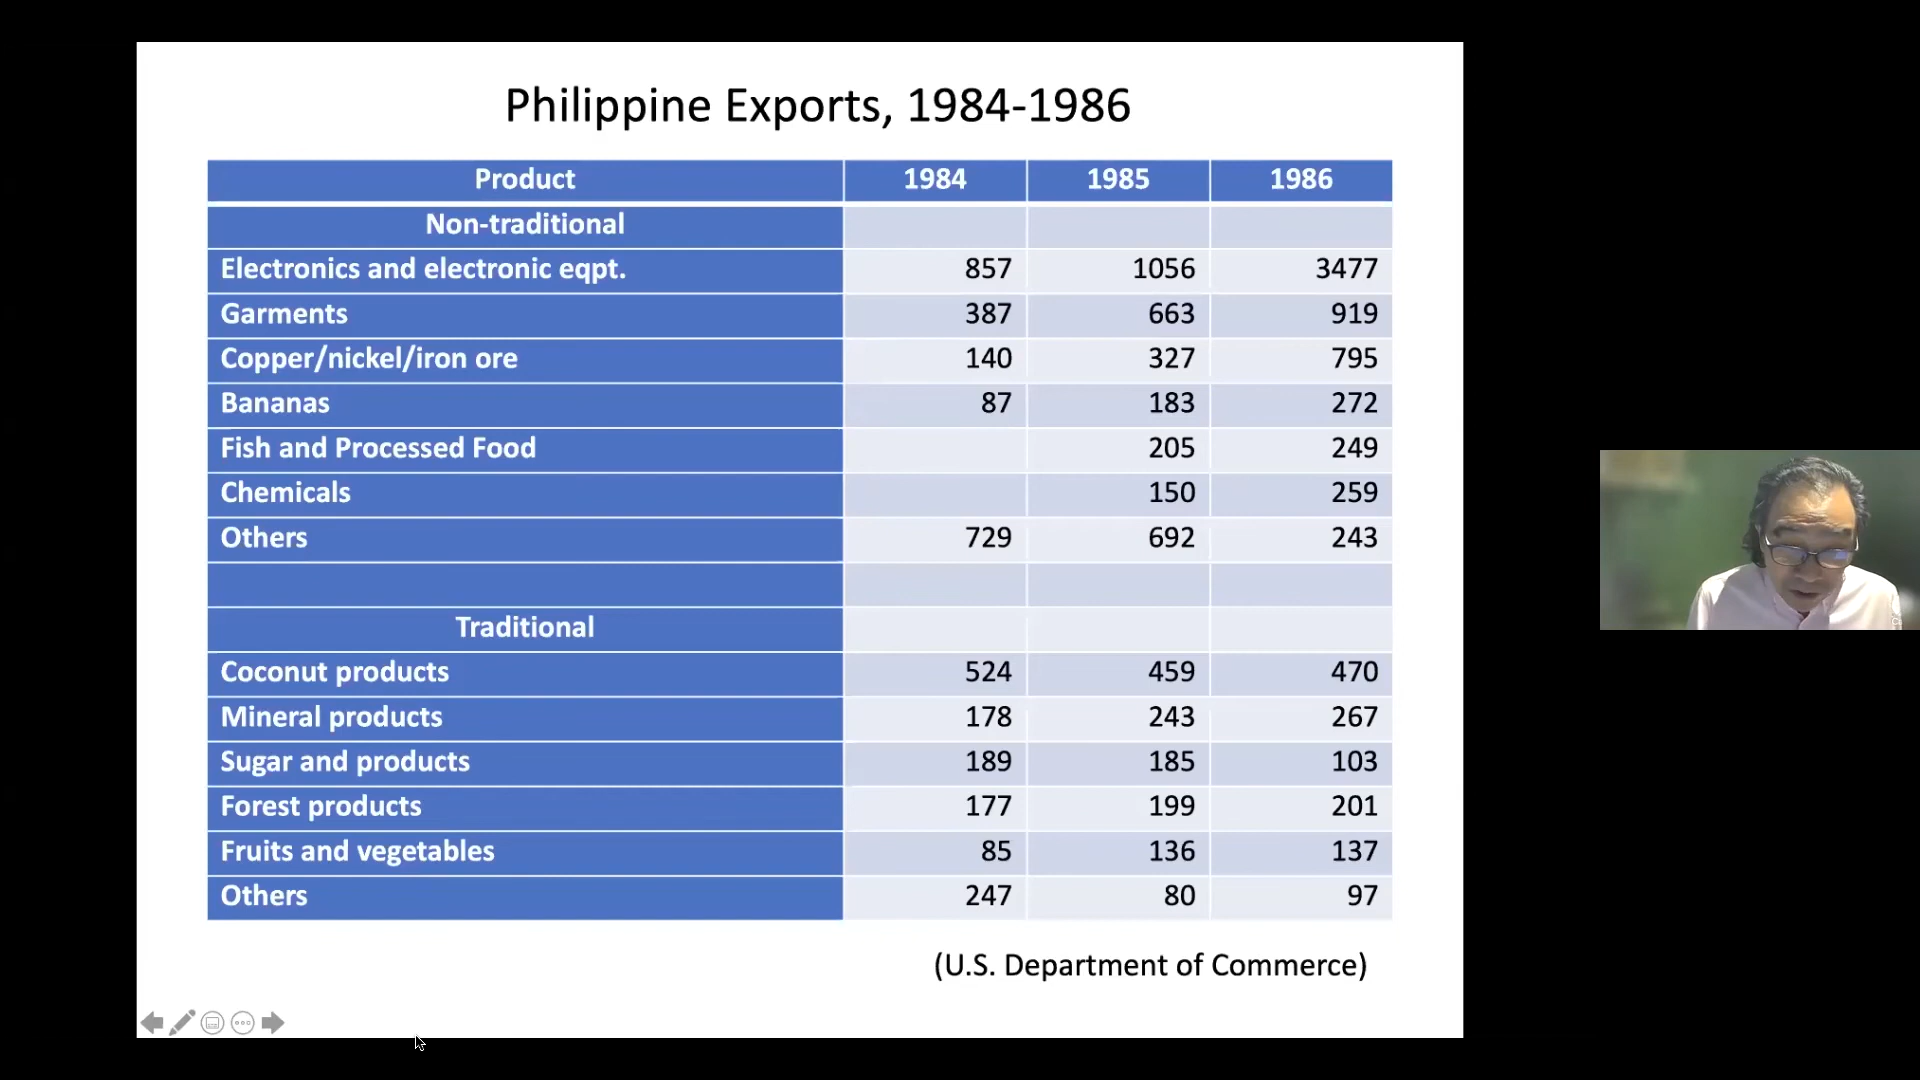 Philippine Exports, 1984-1986
Product 1984 1985 1986
Non-traditional
Electronics and electronic eqpt. 857 1056 3477
Garments 387 663 919
Copper/nickel/iron ore 140 327 795
Bananas 87 183 272
Fish and Processed Food 205 249
Chemicals 150 259
Others 729 692 243
Traditional
Coconut products 524 459 470
Mineral products 178 243 267
Sugar and products 189 185 103
Forest products 177 199 201
Fruits and vegetables 85 136 137
Others 247 80 97
(U.S. Department of Commerce)